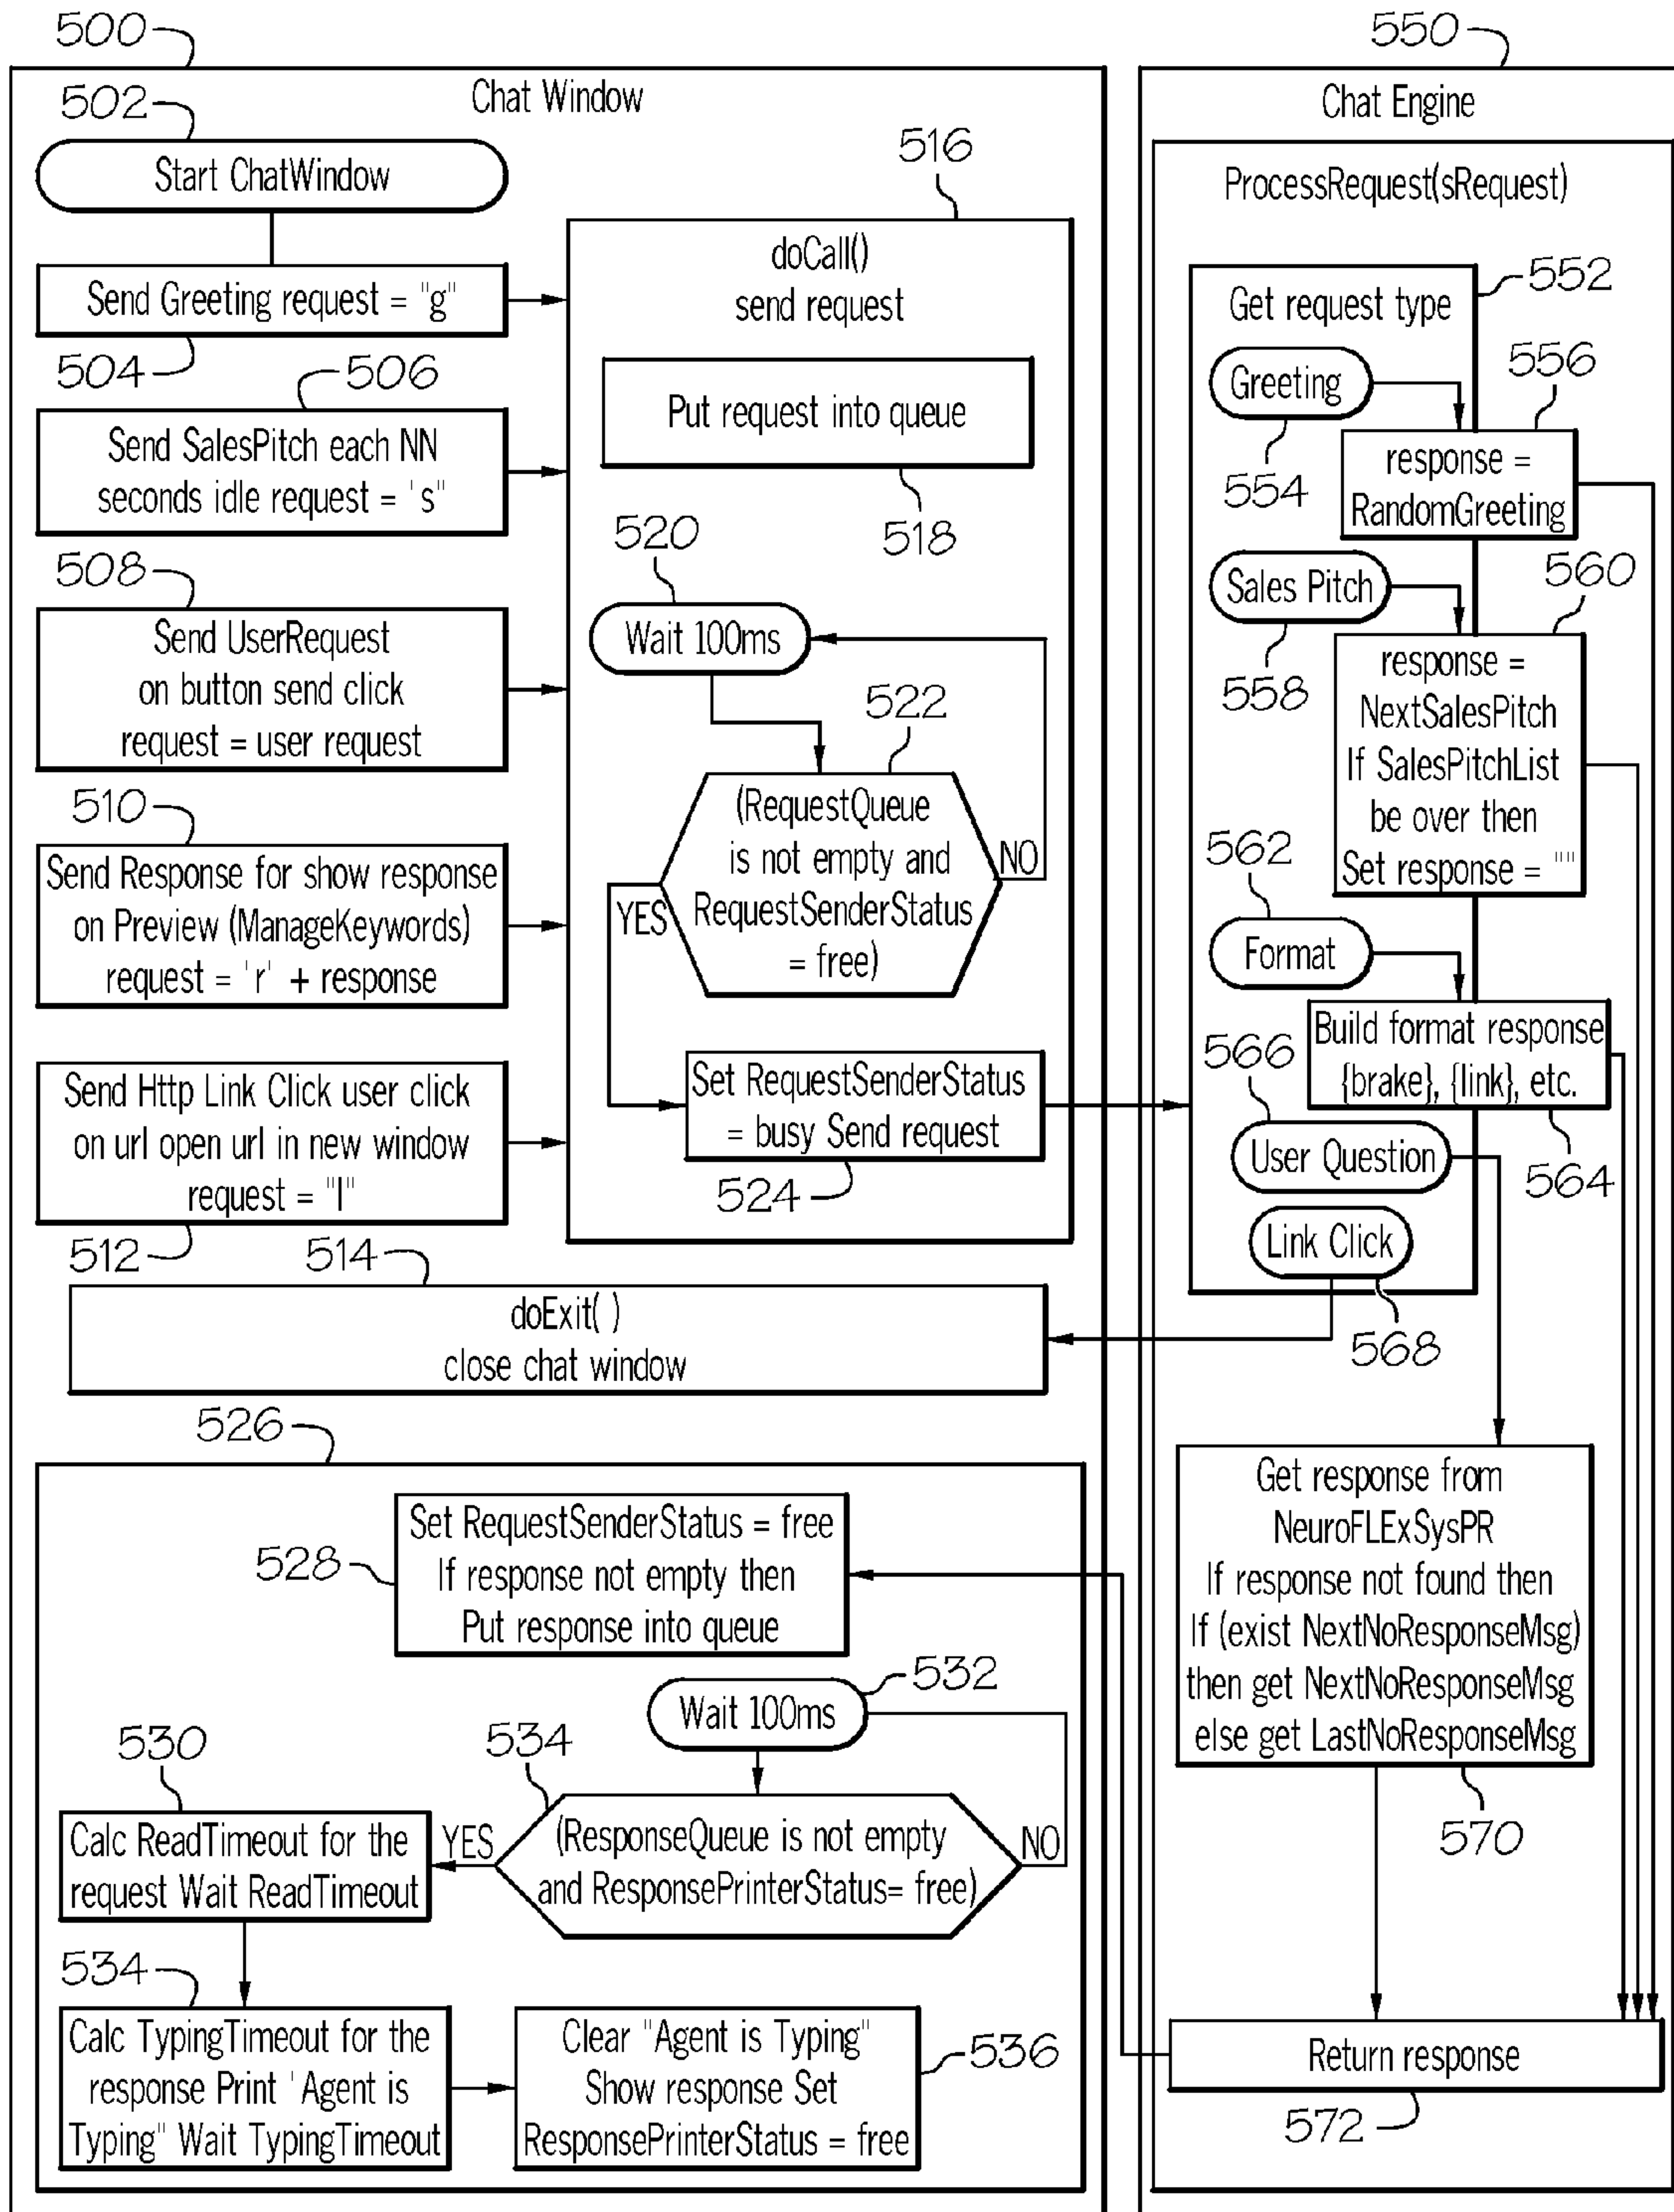 500
Chat Window
502
Start ChatWindow
Send Greeting request = "g"
504
506
Send SalesPitch each NN
seconds idle request = 's"
508
Send UserRequest
on button send click
request = user request
510
Send Response for show response
on Preview (ManageKeywords)
request = 'r' + response
Send Http Link Click user click
on url open url in new window
request = "l"
512
514
doExit( )
close chat window
516
doCall()
send request
Put request into queue
518
520
Wait 100ms
522
(RequestQueue
is not empty and
RequestSenderStatus
= free)
NO
YES
Set RequestSenderStatus
= busy Send request
524
526
Set RequestSenderStatus = free
If response not empty then
Put response into queue
528
532
Wait 100ms
534
(ResponseQueue is not empty
and ResponsePrinterStatus= free)
NO
YES
530
Calc ReadTimeout for the
request Wait ReadTimeout
534
Calc TypingTimeout for the
response Print 'Agent is
Typing" Wait TypingTimeout
Clear "Agent is Typing"
Show response Set
ResponsePrinterStatus = free
536
550
Chat Engine
ProcessRequest(sRequest)
552
Get request type
Greeting
554
556
response =
RandomGreeting
Sales Pitch
558
560
response =
NextSalesPitch
If SalesPitchList
be over then
Set response = ""
562
Format
Build format response
{brake}, {link}, etc.
564
566
User Question
Link Click
568
Get response from
NeuroFLExSysPR
If response not found then
If (exist NextNoResponseMsg)
then get NextNoResponseMsg
else get LastNoResponseMsg
570
Return response
572